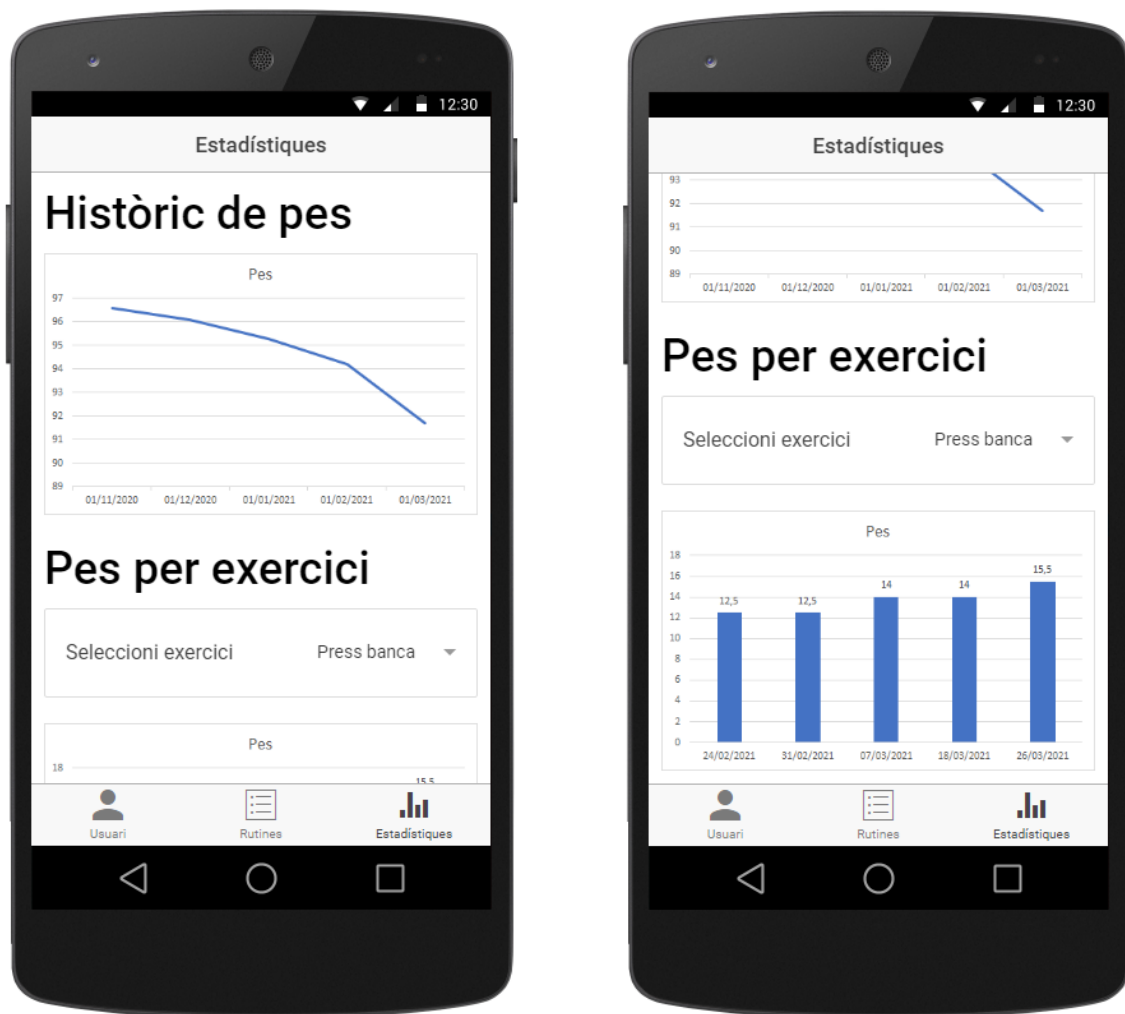 12:30
Estadístiques
Històric de pes
Pes
97
96
95
94
93
92
91
90
89
01/11/2020 01/12/2020 01/01/2021 01/02/2021 01/03/2021
Pes per exercici
Seleccioni exercici Press banca
Pes
18
15,5
Usuari Rutines Estadístiques
12:30
Estadístiques
93
92
91
90
89
01/11/2020 01/12/2020 01/01/2021 01/02/2021 01/03/2021
Pes per exercici
Seleccioni exercici Press banca
Pes
18
16
14
12
10
8
6
4
2
0
12,5 12,5 14 14 15,5
24/02/2021 31/02/2021 07/03/2021 18/03/2021 26/03/2021
Usuari Rutines Estadístiques